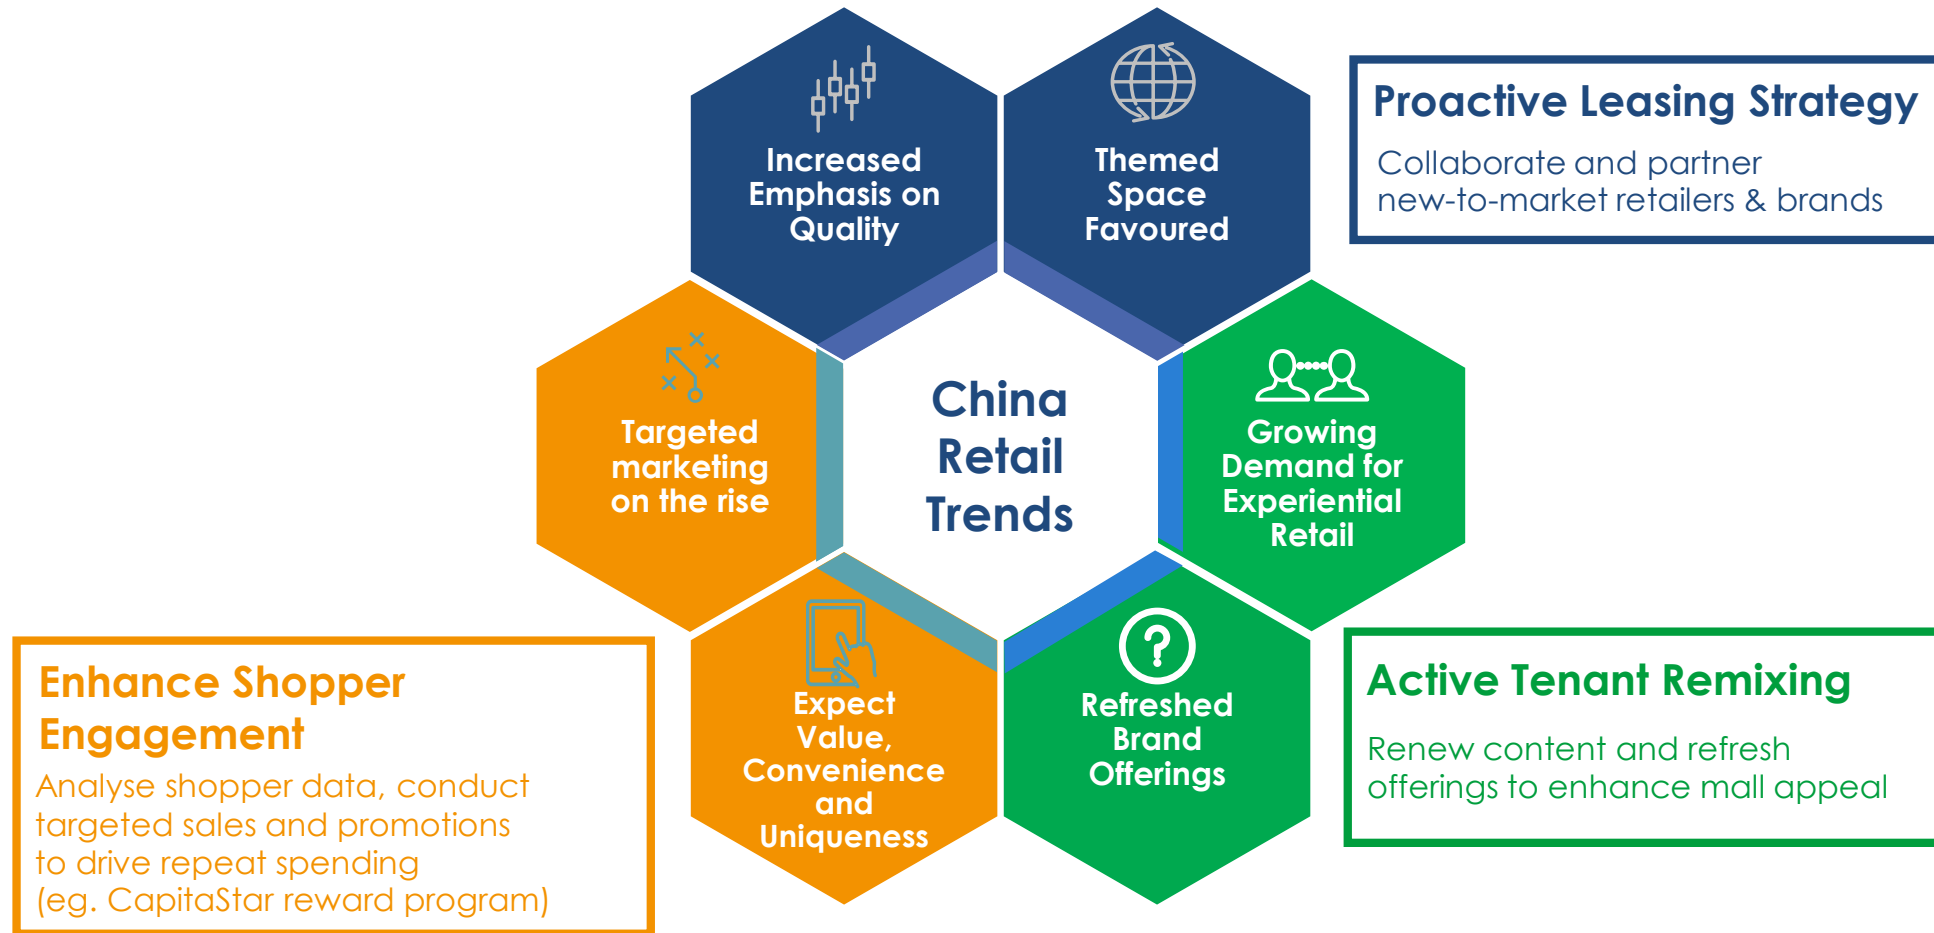 Increased
Emphasis on
Quality
Themed
Space
Favoured
Proactive Leasing Strategy
Collaborate and partner
new-to-market retailers & brands
Targeted
marketing
on the rise
China
Retail
Trends
Growing
Demand for
Experiential
Retail
Enhance Shopper
Engagement
Analyse shopper data, conduct
targeted sales and promotions
to drive repeat spending
(eg. CapitaStar reward program)
Expect
Value,
Convenience
and
Uniqueness
?
Refreshed
Brand
Offerings
Active Tenant Remixing
Renew content and refresh
offerings to enhance mall appeal